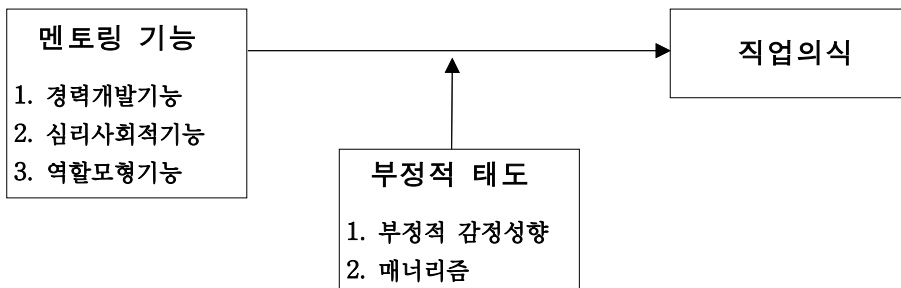 멘토링 기능
1. 경력개발기능
2. 심리사회적기능
3. 역할모형기능
직업의식
부정적 태도
1. 부정적 감정성향
2. 매너리즘